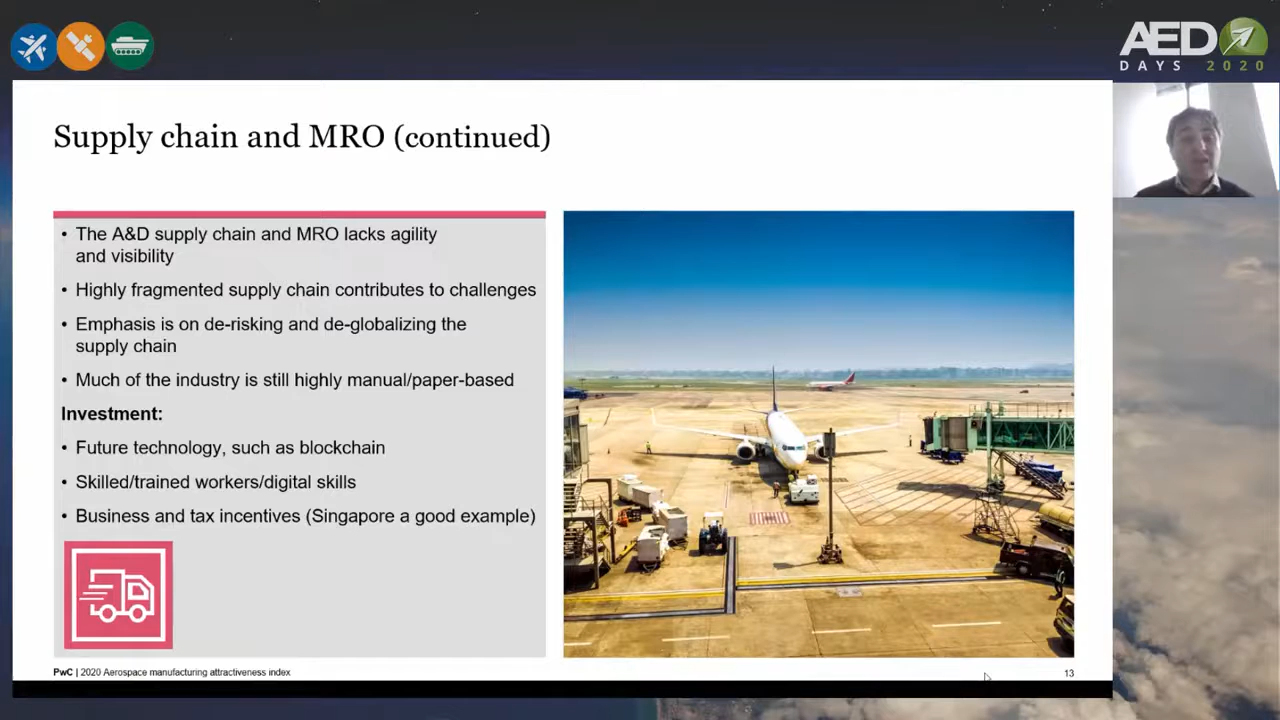 AED
DAYS 2020
Supply chain and MRO (continued)
• The A&D supply chain and MRO lacks agility
and visibility
• Highly fragmented supply chain contributes to challenges
• Emphasis is on de-risking and de-globalizing the
supply chain
• Much of the industry is still highly manual/paper-based
Investment:
• Future technology, such as blockchain
• Skilled/trained workers/digital skills
• Business and tax incentives (Singapore a good example)
PwC | 2020 Aerospace manufacturing attractiveness index
13